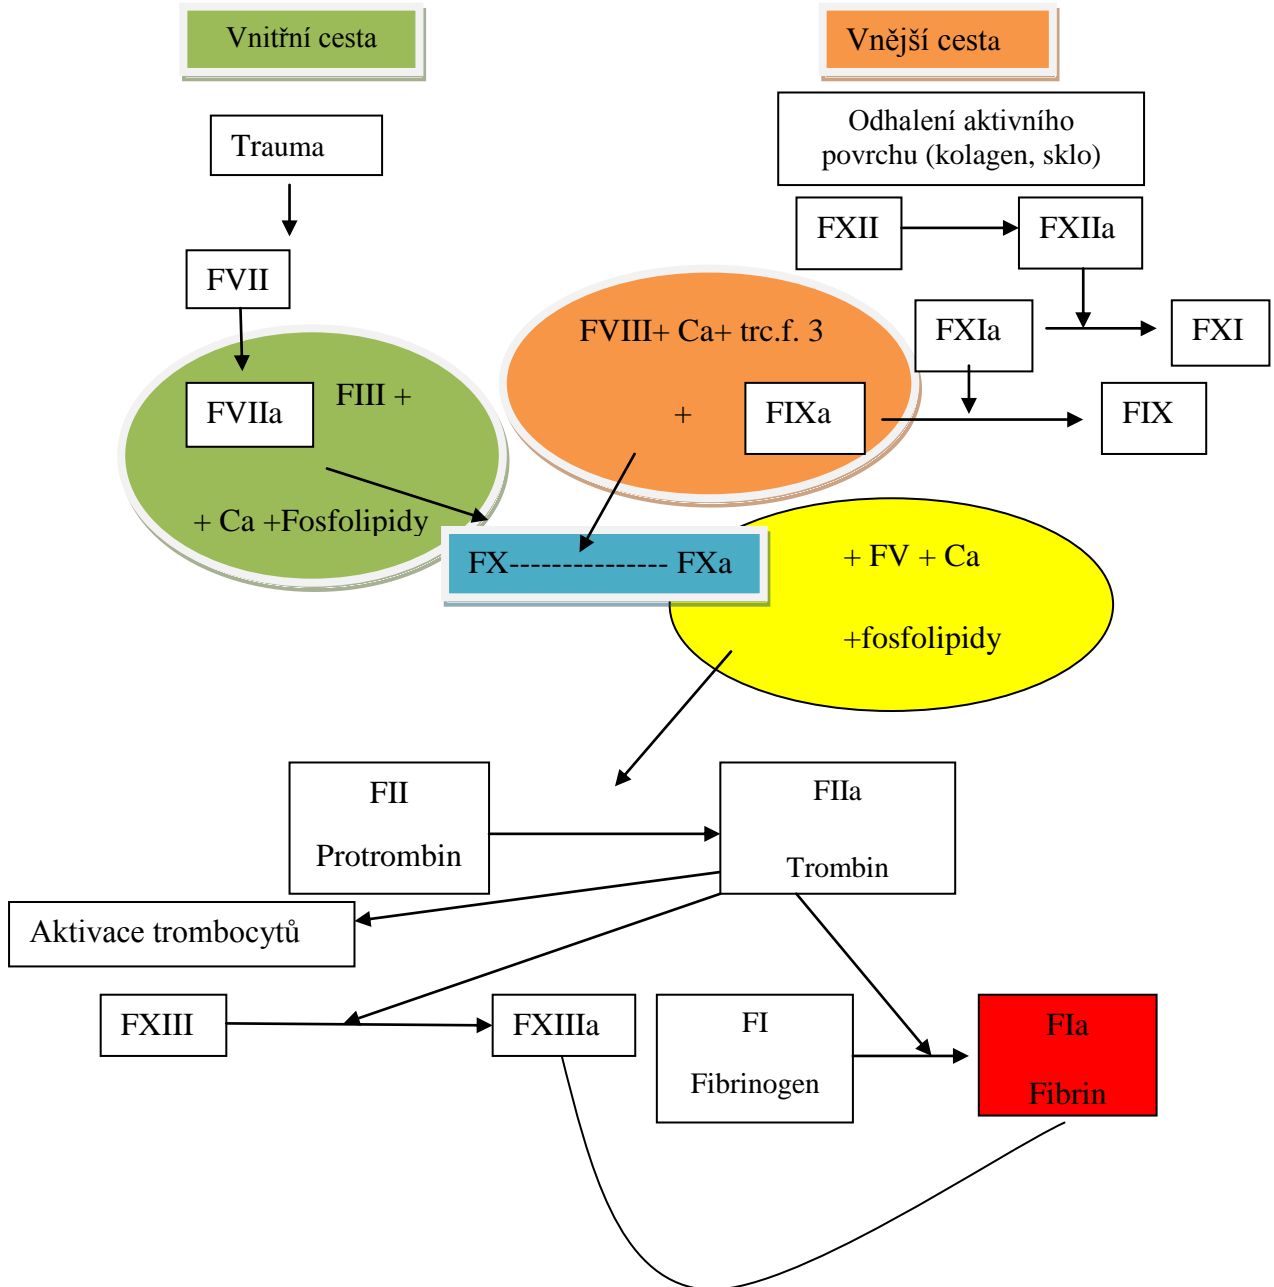 Vnitřní cesta
Vnější cesta
Trauma
Odhalení aktivního
povrchu (kolagen, sklo)
FXII
FXIIa
FVII
FVIII+ Ca+ trc.f. 3
FXIa
FXI
FVIIa
FIII +
+
FIXa
FIX
+ Ca +Fosfolipidy
FX--------------- FXa
+ FV + Ca
+fosfolipidy
FII
Protrombin
FIIa
Trombin
Aktivace trombocytů
FXIII
FXIIIa
FI
Fibrinogen
FIa
Fibrin